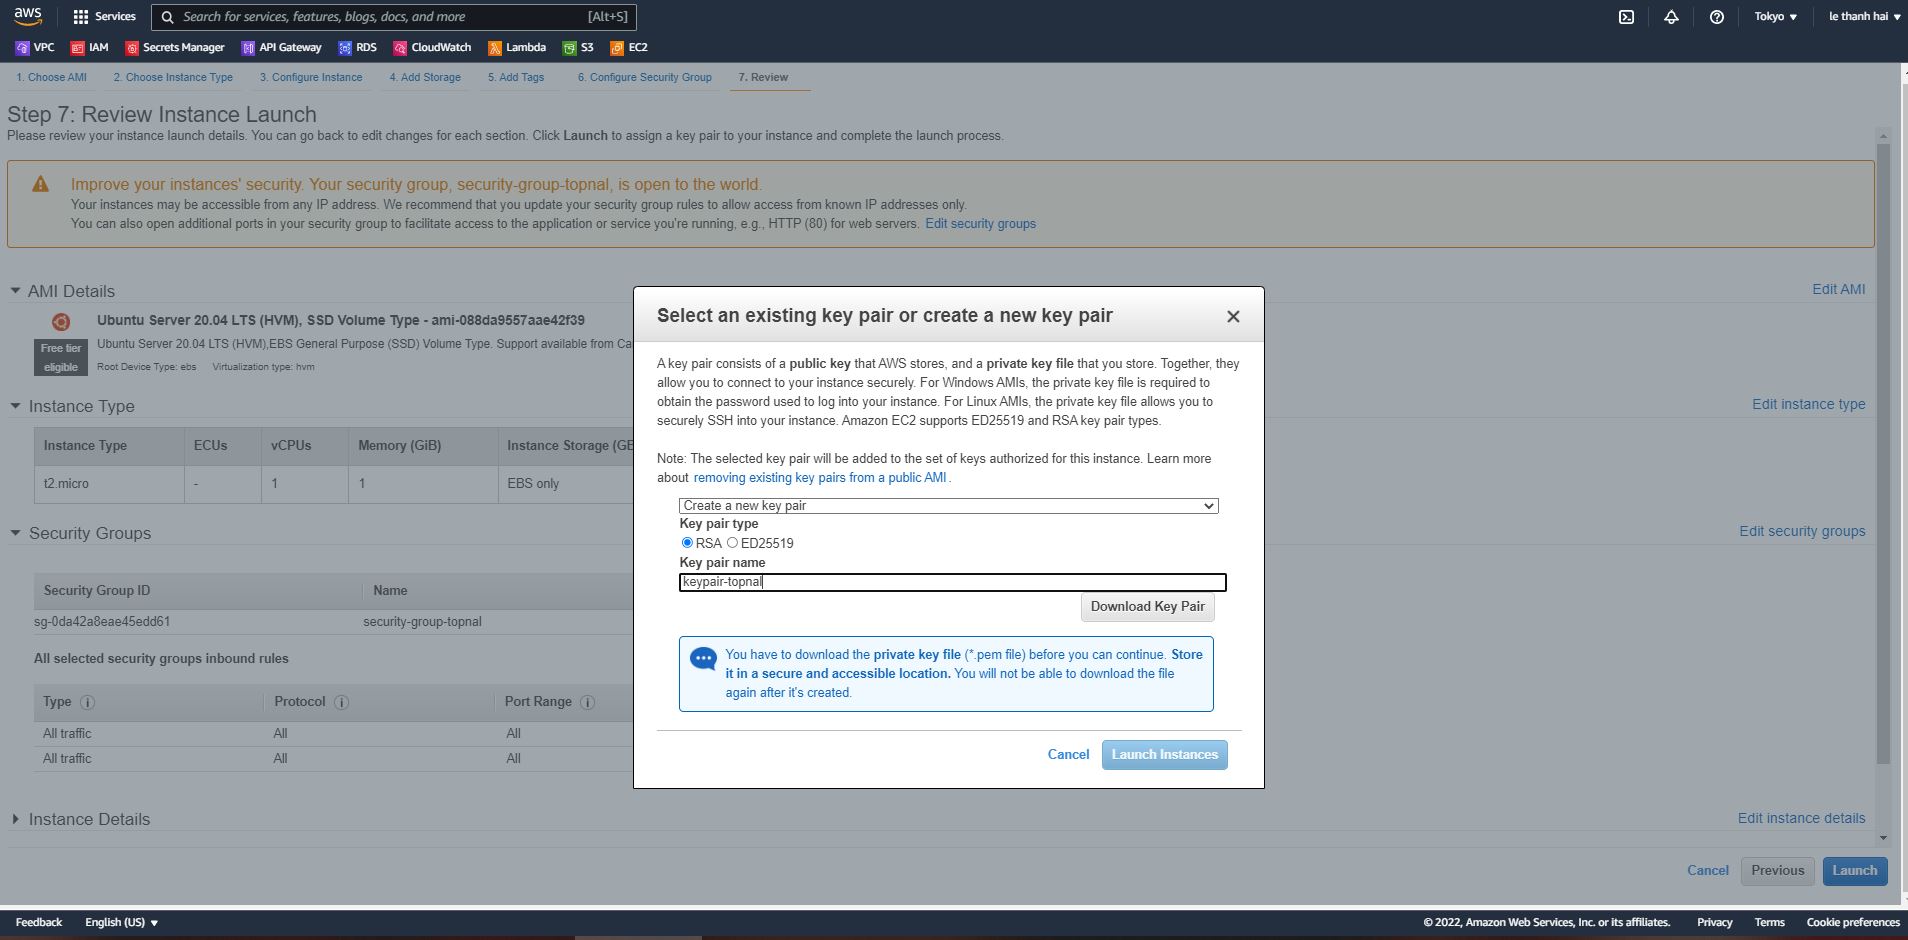 aws
Services
Search for services, features, blogs, docs, and more [Alt+S]
Tokyo
le thanh hai
VPC IAM Secrets Manager API Gateway RDS CloudWatch Lambda S3 EC2
1. Choose AMI 2. Choose Instance Type 3. Configure Instance 4. Add Storage 5. Add Tags 6. Configure Security Group 7. Review
Step 7: Review Instance Launch
Please review your instance launch details. You can go back to edit changes for each section. Click Launch to assign a key pair to your instance and complete the launch process.
Improve your instances' security. Your security group, security-group-topnal, is open to the world.
Your instances may be accessible from any IP address. We recommend that you update your security group rules to allow access from known IP addresses only.
You can also open additional ports in your security group to facilitate access to the application or service you're running, e.g., HTTP (80) for web servers. Edit security groups
AMI Details
Edit AMI
Ubuntu Server 20.04 LTS (HVM), SSD Volume Type - ami-088da9557aae42f39
Free tier
eligible
Ubuntu Server 20.04 LTS (HVM),EBS General Purpose (SSD) Volume Type. Support available from Ca
Root Device Type: ebs Virtualization type: hvm
Instance Type
Edit instance type
Instance Type ECUs vCPUs Memory (GiB) Instance Storage (GE
t2.micro - 1 1 EBS only
Security Groups
Edit security groups
Security Group ID Name
sg-0da42a8eae45edd61 security-group-topnal
All selected security groups inbound rules
Type Protocol Port Range
All traffic All All
All traffic All All
Instance Details
Edit instance details
Select an existing key pair or create a new key pair
A key pair consists of a public key that AWS stores, and a private key file that you store. Together, they
allow you to connect to your instance securely. For Windows AMIs, the private key file is required to
obtain the password used to log into your instance. For Linux AMIs, the private key file allows you to
securely SSH into your instance. Amazon EC2 supports ED25519 and RSA key pair types.
Note: The selected key pair will be added to the set of keys authorized for this instance. Learn more
about removing existing key pairs from a public AMI .
Create a new key pair
Key pair type
RSA ED25519
Key pair name
keypair-topnal
Download Key Pair
You have to download the private key file (*.pem file) before you can continue. Store
it in a secure and accessible location. You will not be able to download the file
again after it's created.
Cancel Launch Instances
Cancel Previous Launch
Feedback English (US) © 2022, Amazon Web Services, Inc. or its affiliates. Privacy Terms Cookie preferences